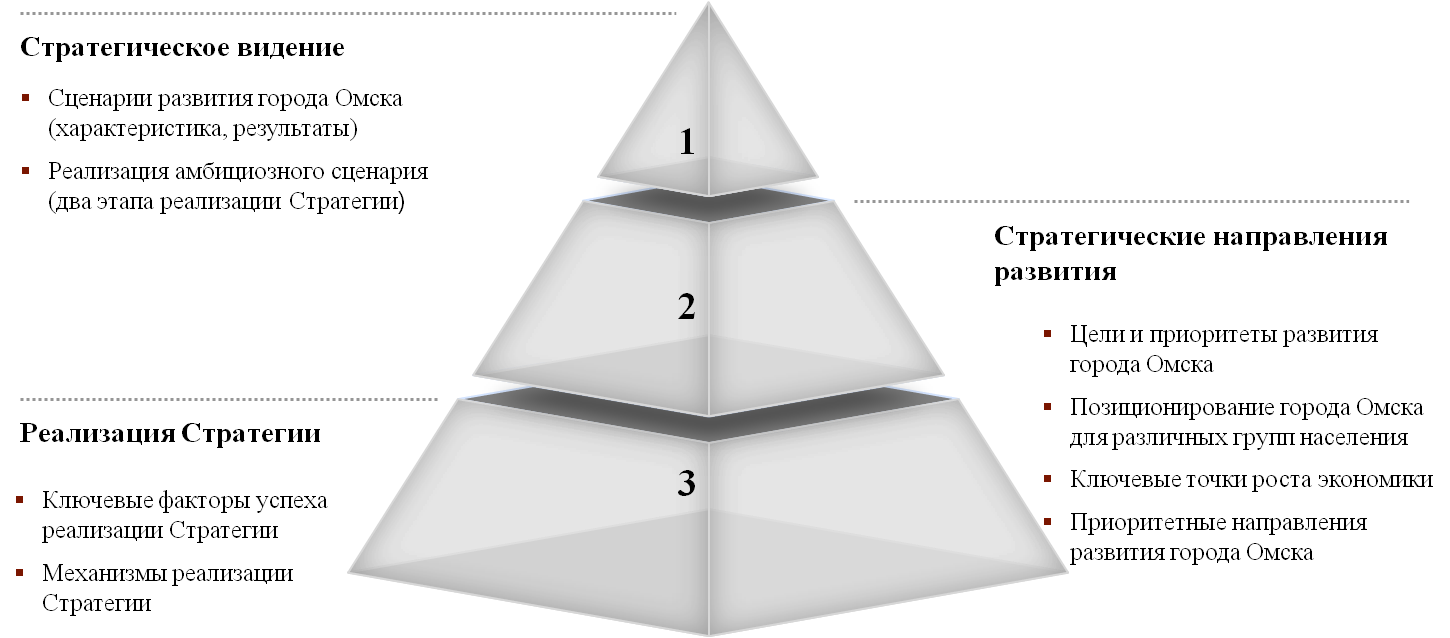 Стратегическое видение
▪ Сценарии развития города Омска
(характеристика, результаты)
▪ Реализация амбициозного сценария
(два этапа реализации Стратегии)
1
Стратегические направления
развития
2
▪ Цели и приоритеты развития
города Омска
▪ Позиционирование города Омска
для различных групп населения
▪ Ключевые точки роста экономики
▪ Приоритетные направления
развития города Омска
Реализация Стратегии
3
▪ Ключевые факторы успеха
реализации Стратегии
▪ Механизмы реализации
Стратегии